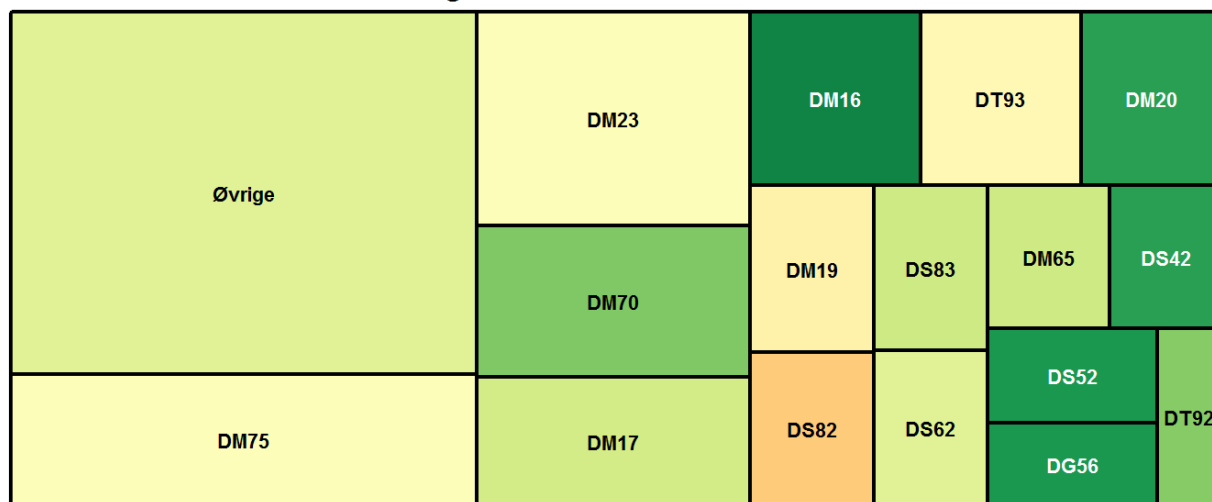 Øvrige
DM75
DM23
DM70
DM17
DM16
DT93
DM20
DM19
DS83
DM65
DS42
DS82
DS62
DS52
DG56
DT92